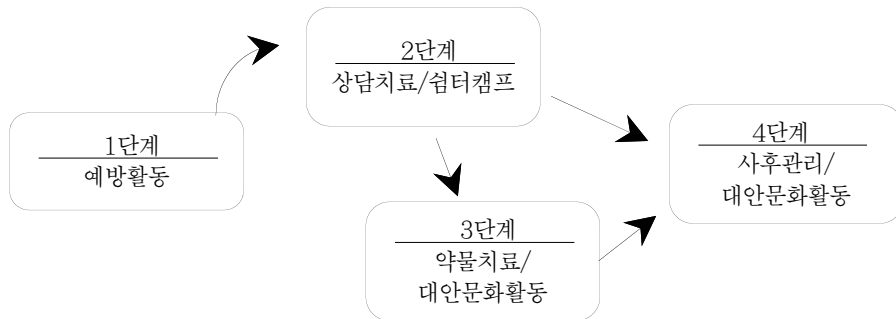 1단계
예방활동
2단계
상담치료/쉼터캠프
3단계
약물치료/
대안문화활동
4단계
사후관리/
대안문화활동